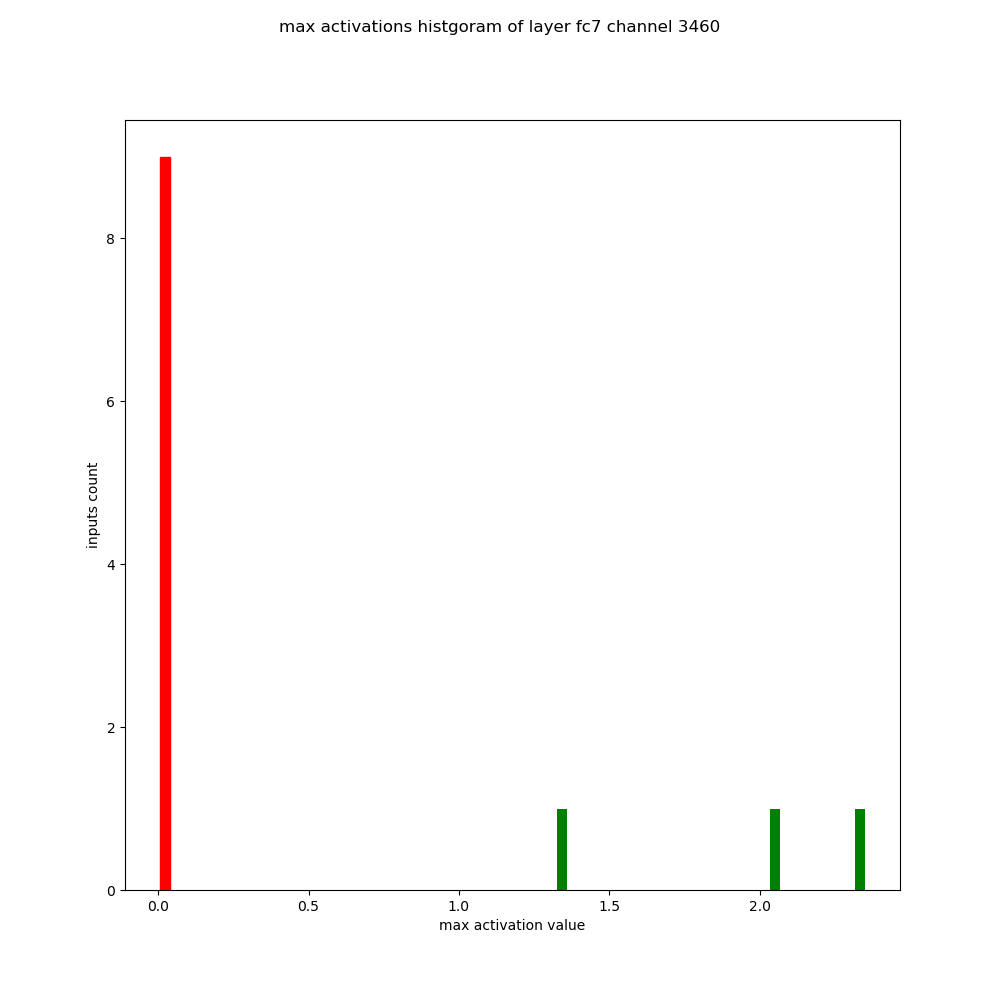 max activations histgoram of layer fc7 channel 3460
8
6
4
2
0
inputs count
0.0 0.5 1.0 1.5 2.0
max activation value